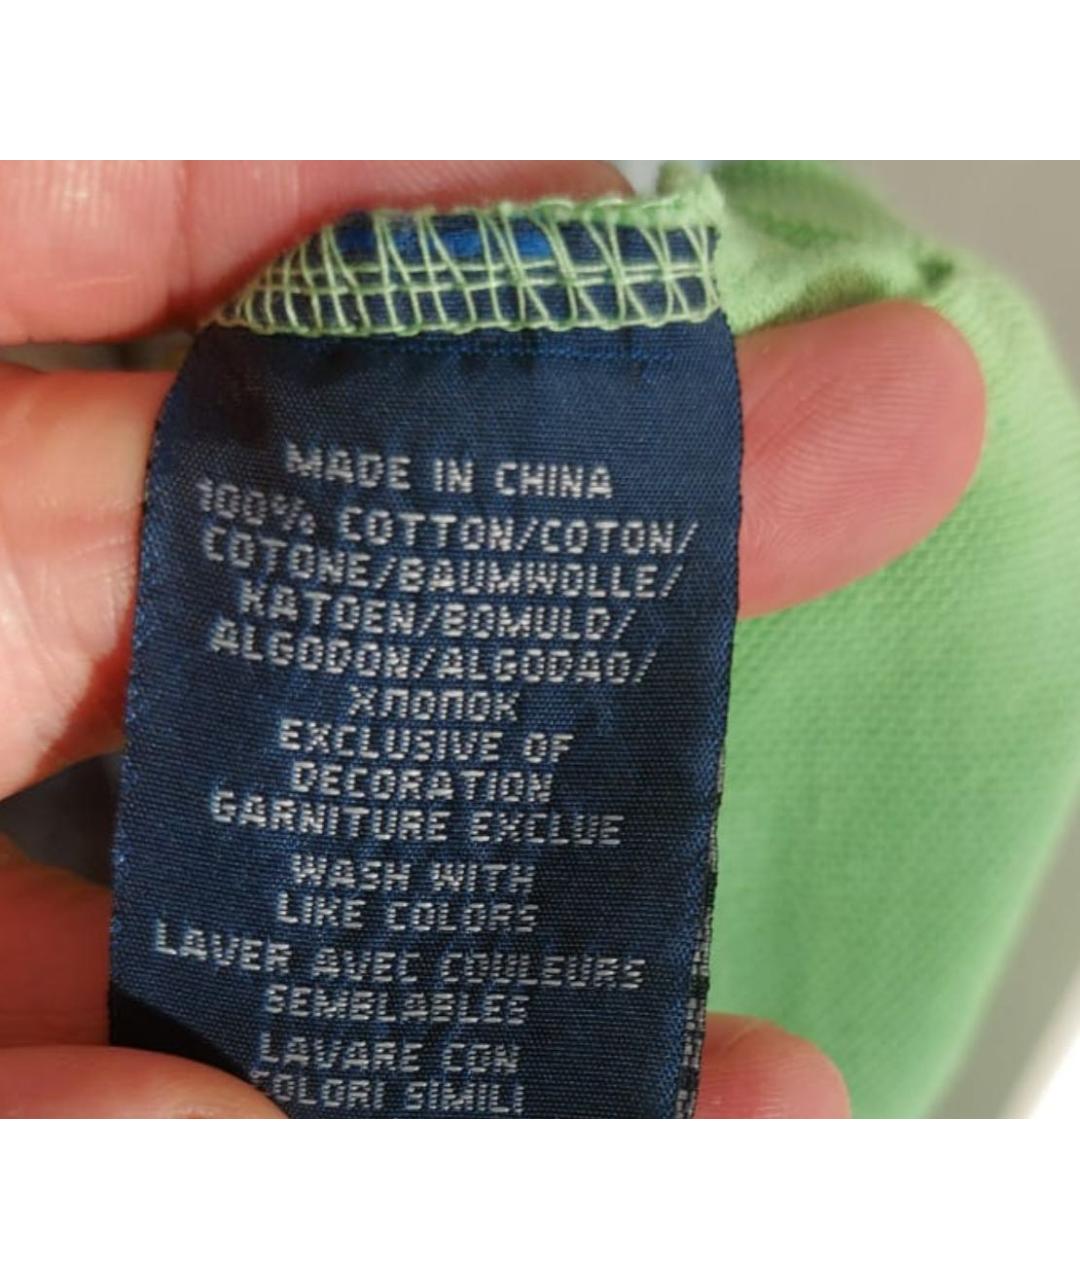 MADE IN CHINA
100% COTTON/COTON/
COTONE/BAUMWOLLE/
KATOEN/BOMULD/
ALGODON/ALGODAO/
ХЛОПОК
EXCLUSIVE OF
DECORATION
GARNITURE EXCLUE
WASH WITH
LIKE COLORS
LAVER AVEC COULEURS
SEMBLABLES
LAVARE CON
COLORI SIMILI